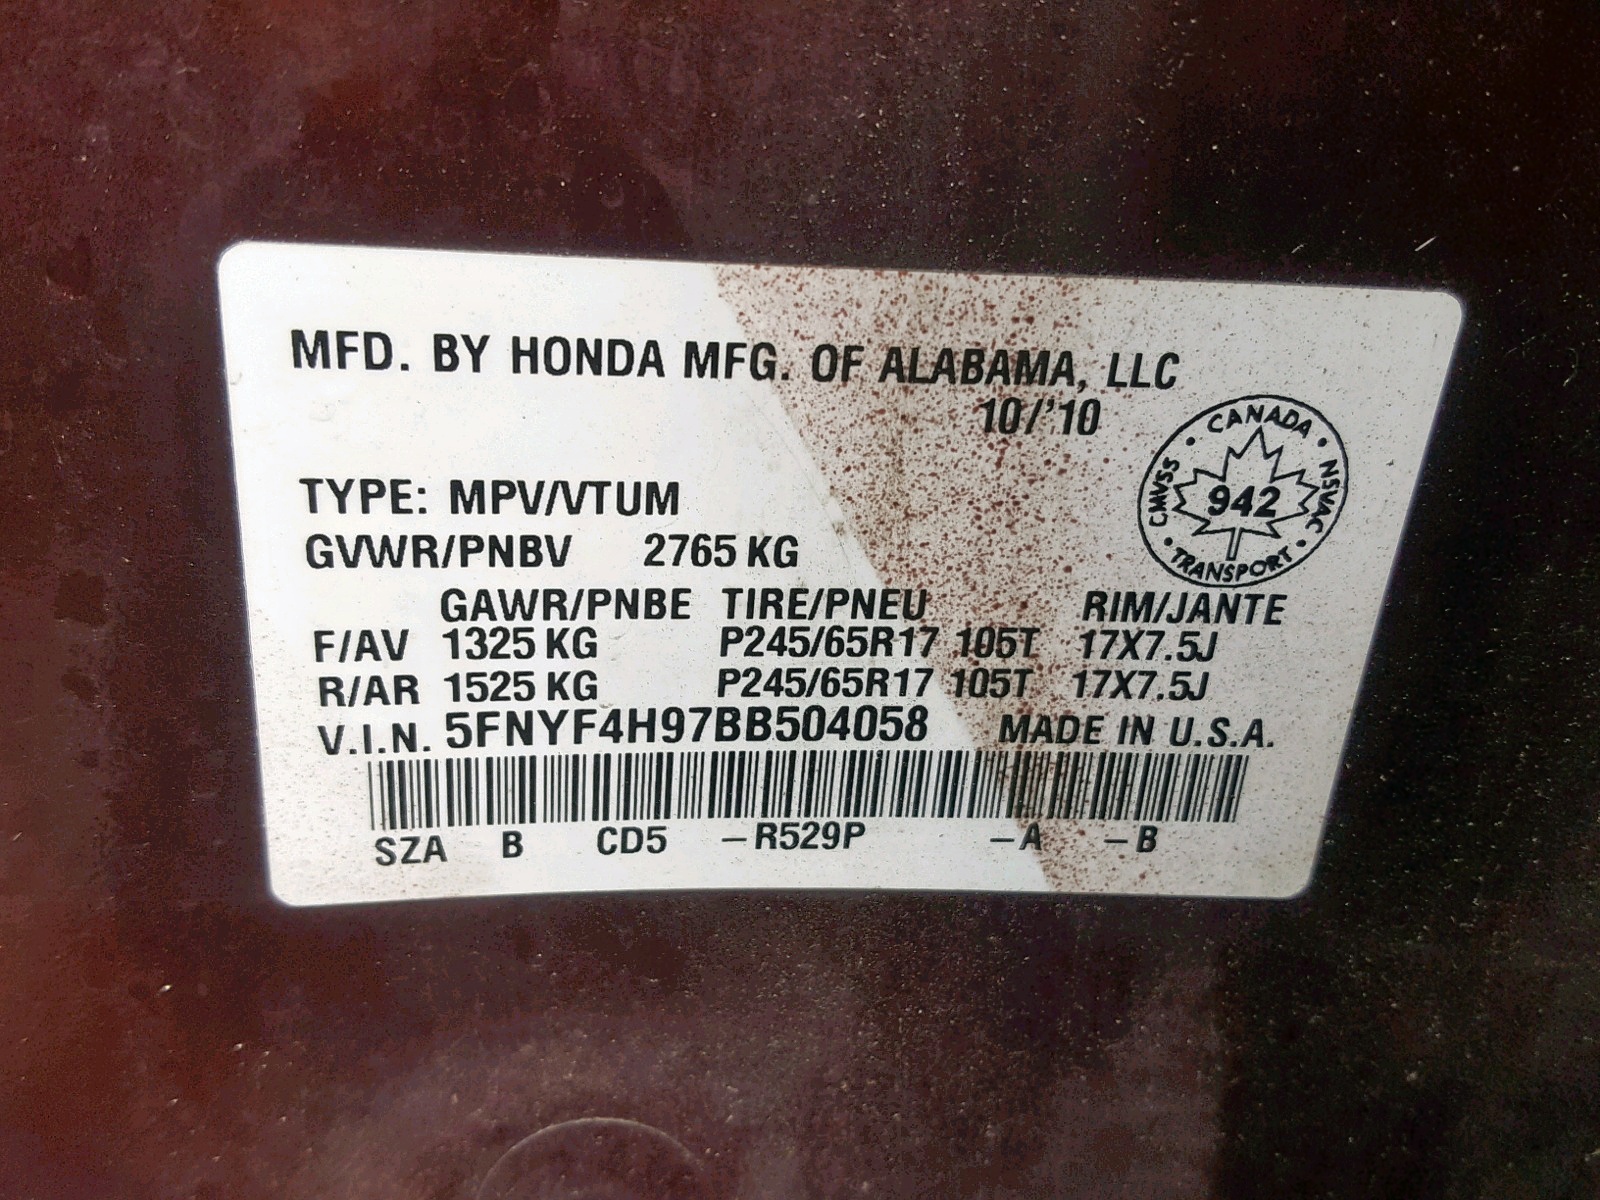 MFD. BY HONDA MFG. OF ALABAMA, LLC
10/'10
CANADA
CMVSS 942 NSVAC
TRANSPORT
TYPE: MPV/VTUM
GVWR/PNBV 2765 KG
GAWR/PNBE TIRE/PNEU RIM/JANTE
F/AV 1325 KG P245/65R17 105T 17X7.5J
R/AR 1525 KG P245/65R17 105T 17X7.5J
V.I.N. 5FNYF4H97BB504058 MADE IN U.S.A.
SZA B CD5 -R529P -A -B